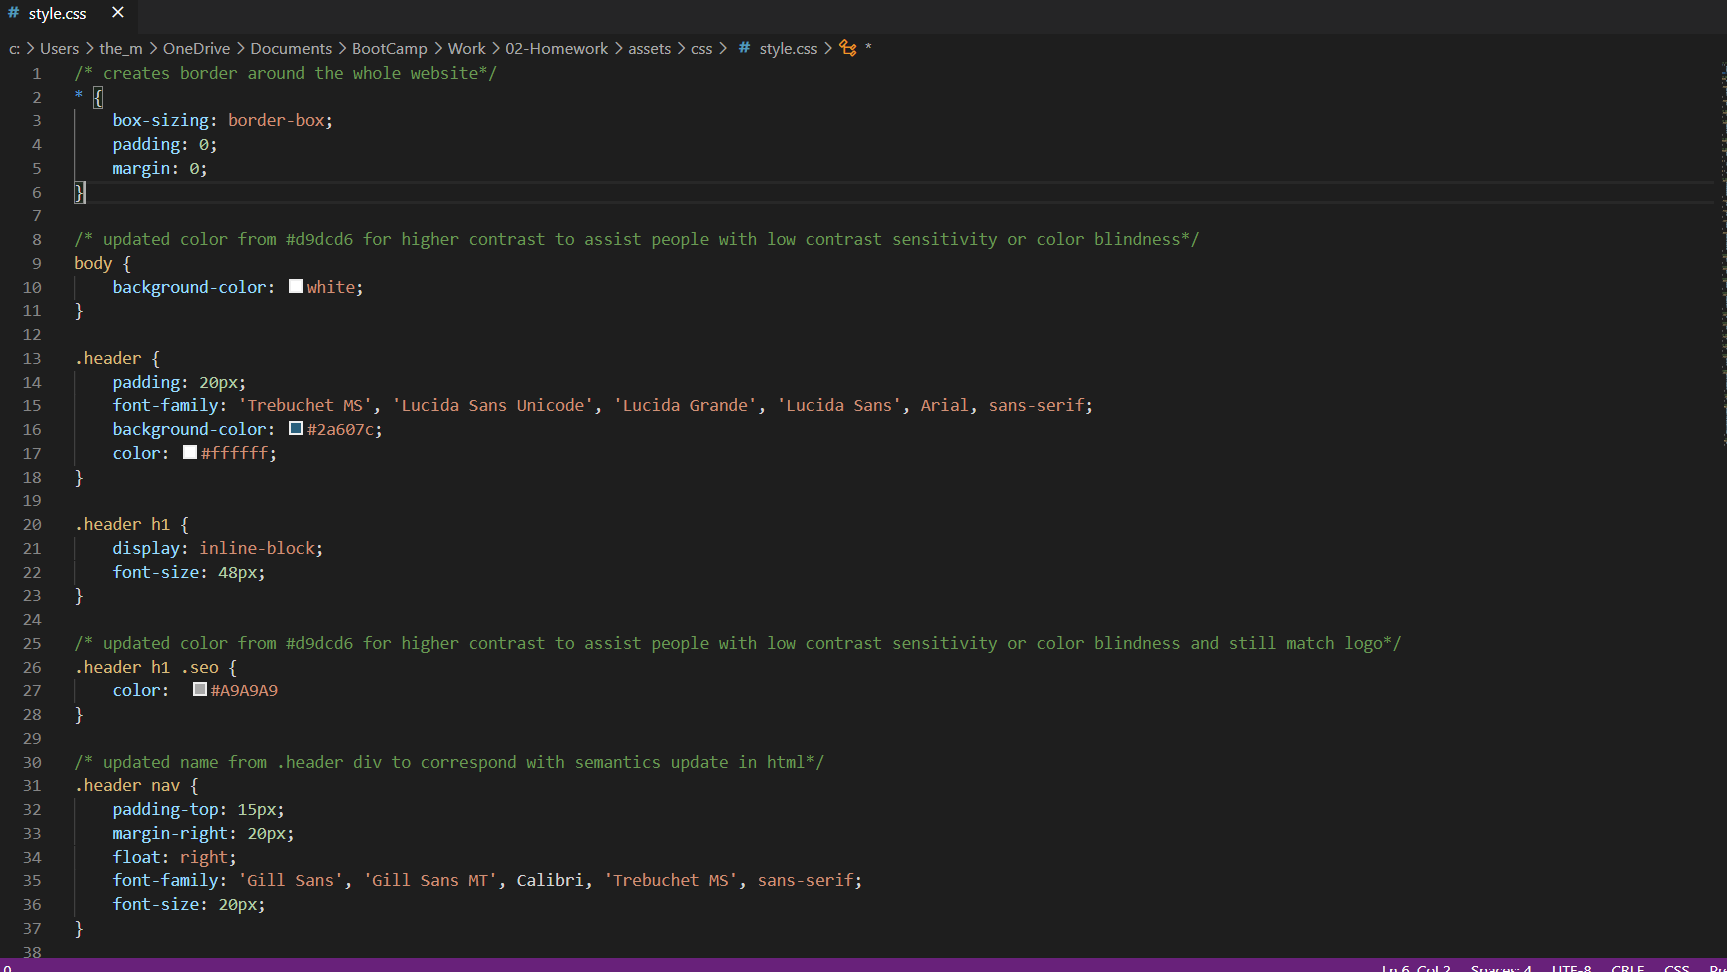 # style.css ×
c: > Users > the_m > OneDrive > Documents > BootCamp > Work > 02-Homework > assets > css > # style.css > *
1 /* creates border around the whole website*/
2 * {
3 box-sizing: border-box;
4 padding: 0;
5 margin: 0;
6 }
7
8 /* updated color from #d9dcd6 for higher contrast to assist people with low contrast sensitivity or color blindness*/
9 body {
10 background-color: white;
11 }
12
13 .header {
14 padding: 20px;
15 font-family: 'Trebuchet MS', 'Lucida Sans Unicode', 'Lucida Grande', 'Lucida Sans', Arial, sans-serif;
16 background-color: #2a607c;
17 color: #ffffff;
18 }
19
20 .header h1 {
21 display: inline-block;
22 font-size: 48px;
23 }
24
25 /* updated color from #d9dcd6 for higher contrast to assist people with low contrast sensitivity or color blindness and still match logo*/
26 .header h1 .seo {
27 color: #A9A9A9
28 }
29
30 /* updated name from .header div to correspond with semantics update in html*/
31 .header nav {
32 padding-top: 15px;
33 margin-right: 20px;
34 float: right;
35 font-family: 'Gill Sans', 'Gill Sans MT', Calibri, 'Trebuchet MS', sans-serif;
36 font-size: 20px;
37 }
38
0 Ln 6, Col 2 Spaces: 4 UTF-8 CRLF CSS